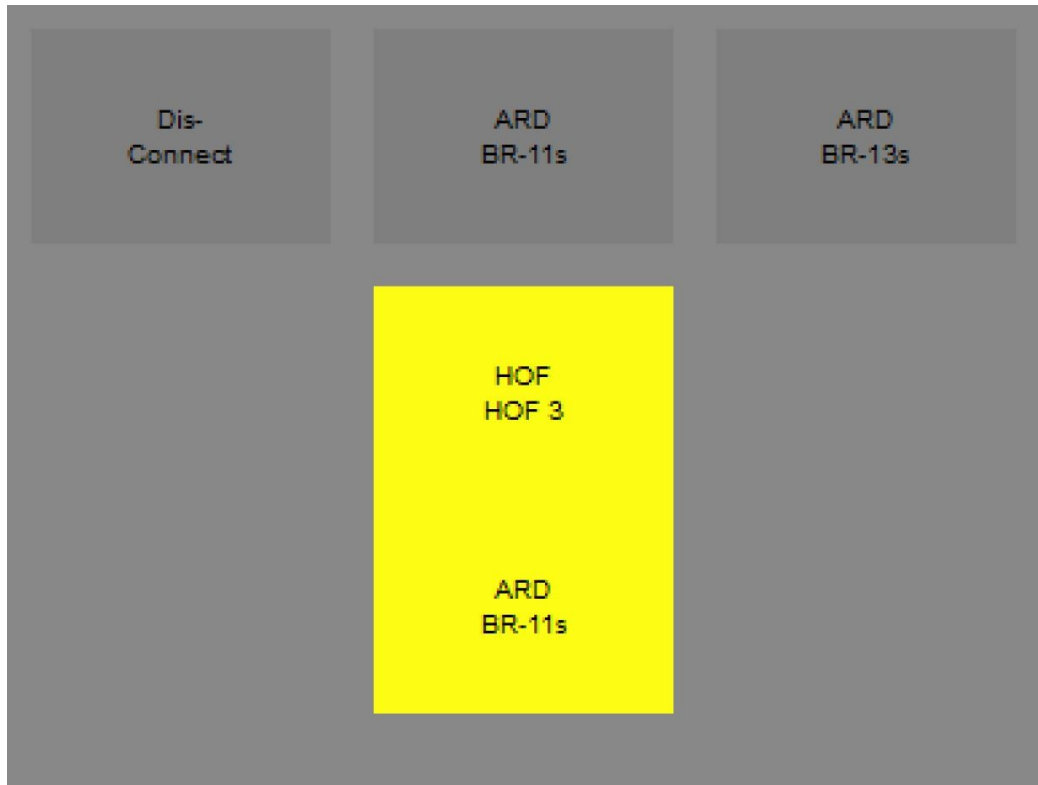 Dis-
Connect
ARD
BR-11s
ARD
BR-13s
HOF
HOF 3
ARD
BR-11s